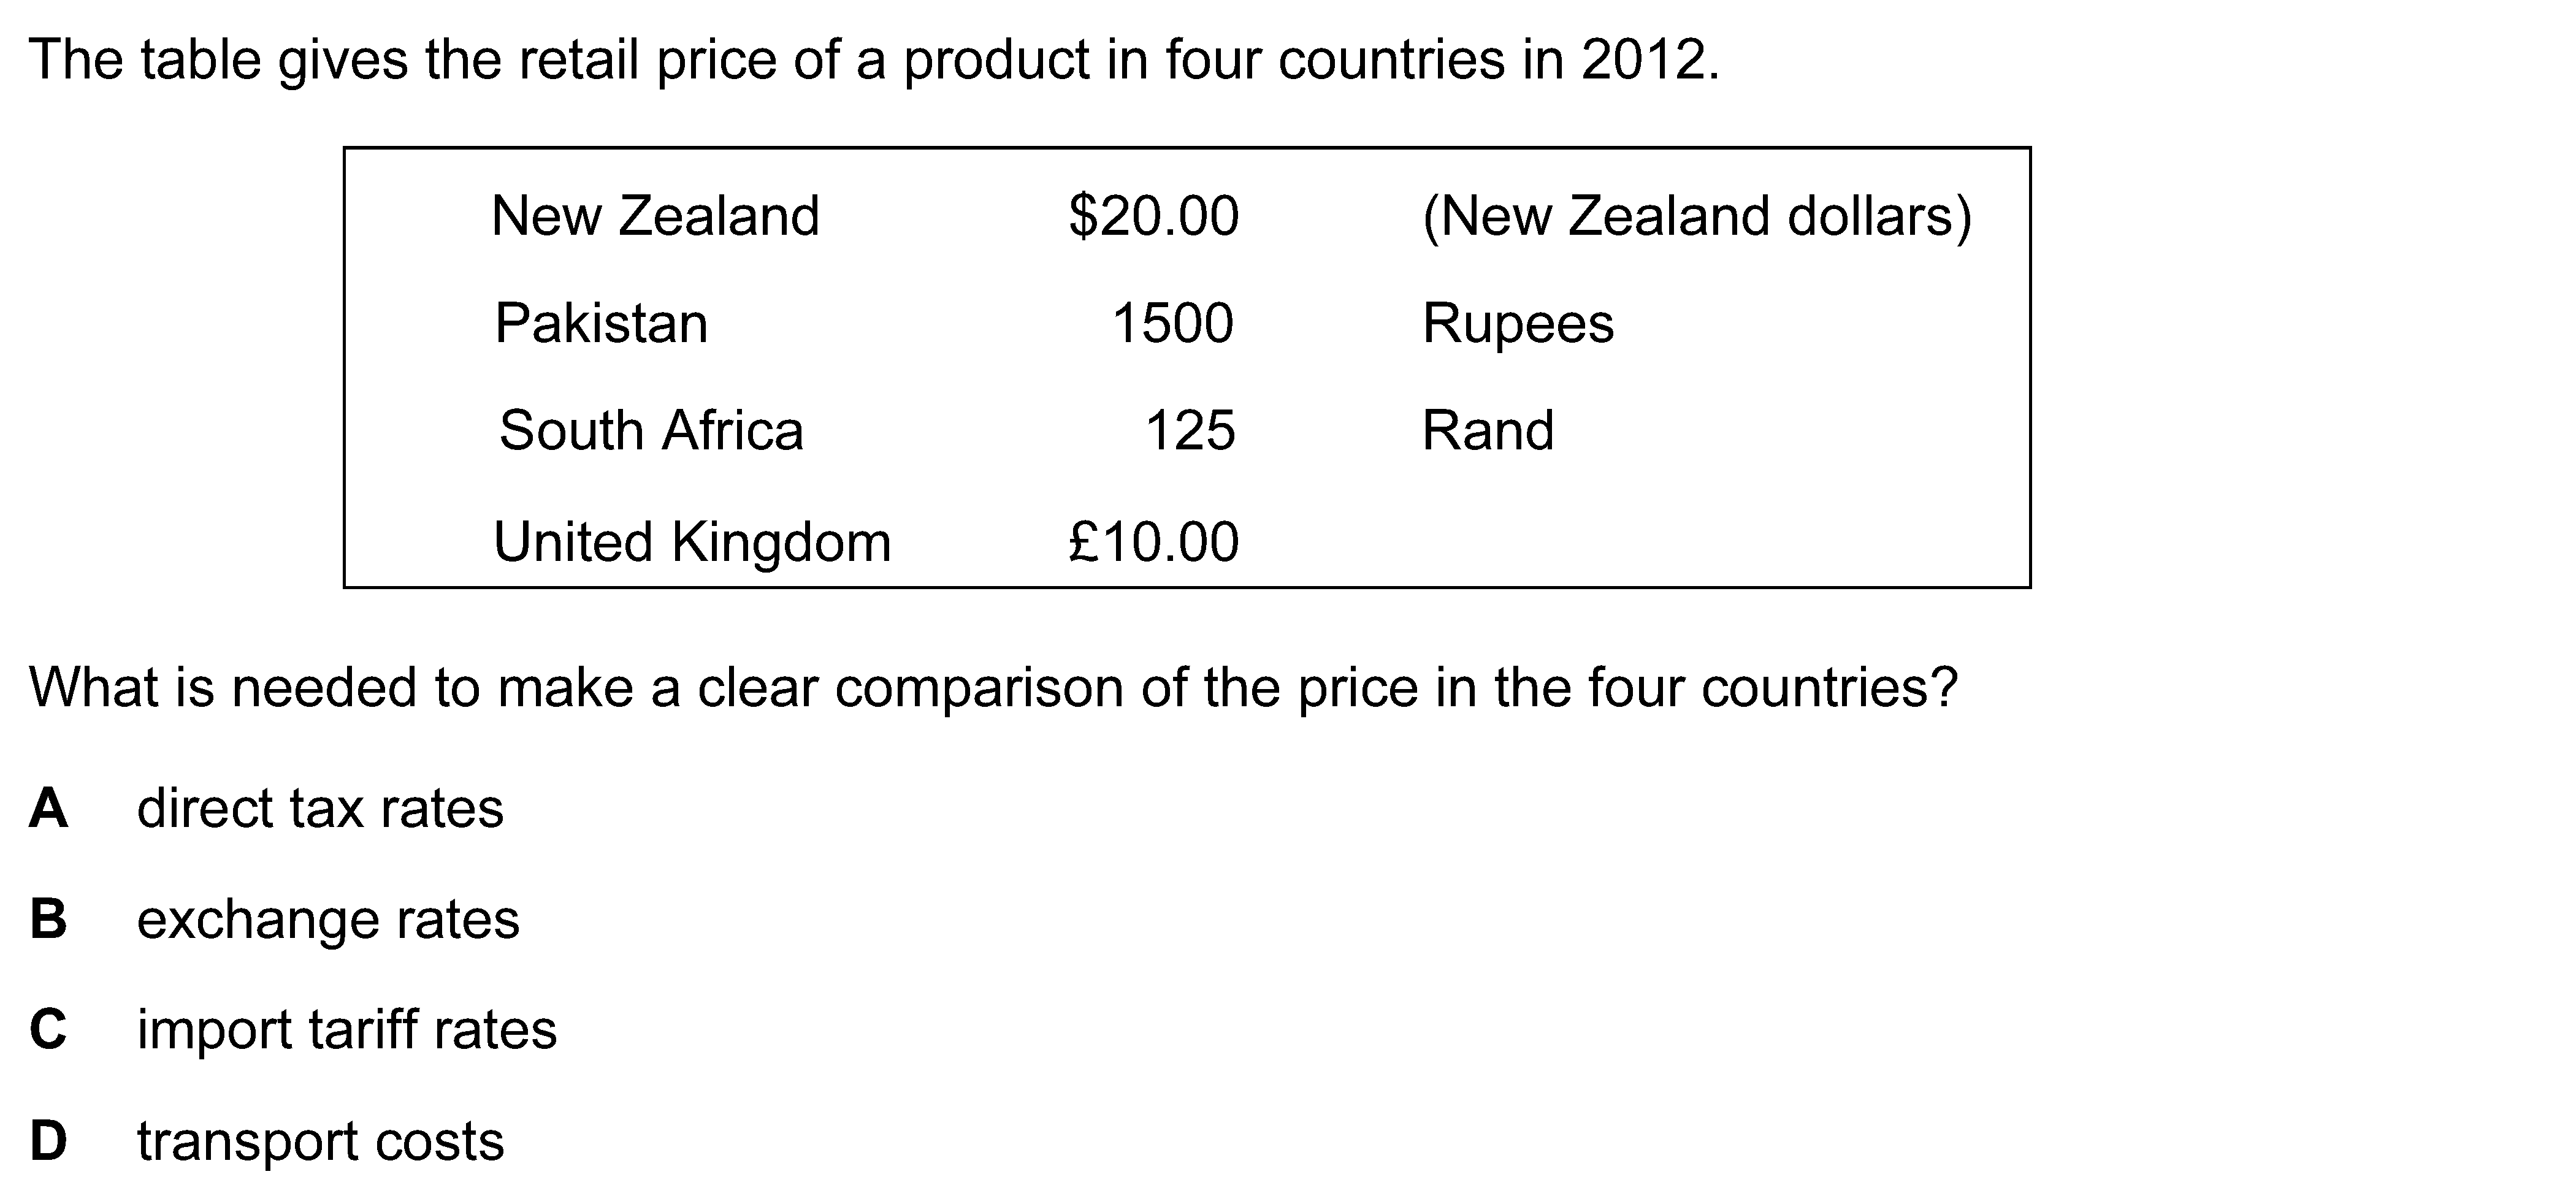 The table gives the retail price of a product in four countries in 2012.
New Zealand $20.00 (New Zealand dollars)
Pakistan 1500 Rupees
South Africa 125 Rand
United Kingdom £10.00
What is needed to make a clear comparison of the price in the four countries?
A direct tax rates
B exchange rates
C import tariff rates
D transport costs